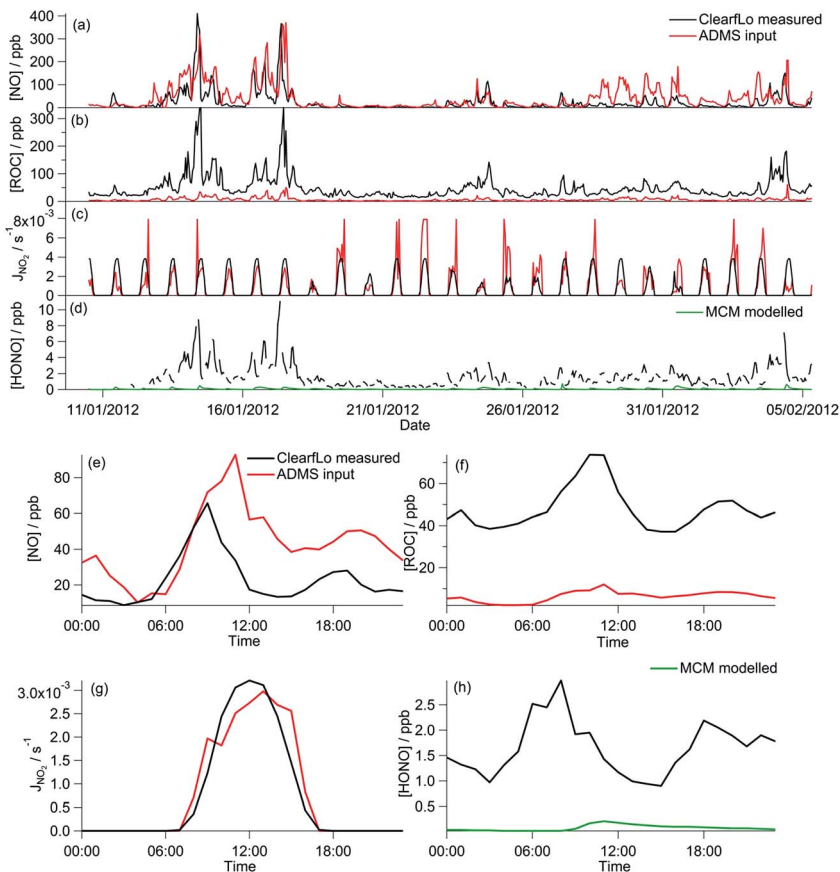 (a)
ClearfLo measured
ADMS input
[NO] / ppb
400
300
200
100
0
(b)
[ROC] / ppb
300
200
100
0
(c)
J_NO2 / s⁻¹
8x10⁻³
6
4
2
0
(d)
MCM modelled
[HONO] / ppb
10
8
6
4
2
0
11/01/2012 16/01/2012 21/01/2012 26/01/2012 31/01/2012 05/02/2012
Date
(e)
ClearfLo measured
ADMS input
[NO] / ppb
80
60
40
20
00:00 06:00 12:00 18:00
Time
(f)
[ROC] / ppb
60
40
20
00:00 06:00 12:00 18:00
Time
(g)
J_NO2 / s⁻¹
3.0x10⁻³
2.5
2.0
1.5
1.0
0.5
0.0
00:00 06:00 12:00 18:00
Time
(h)
MCM modelled
[HONO] / ppb
2.5
2.0
1.5
1.0
0.5
00:00 06:00 12:00 18:00
Time